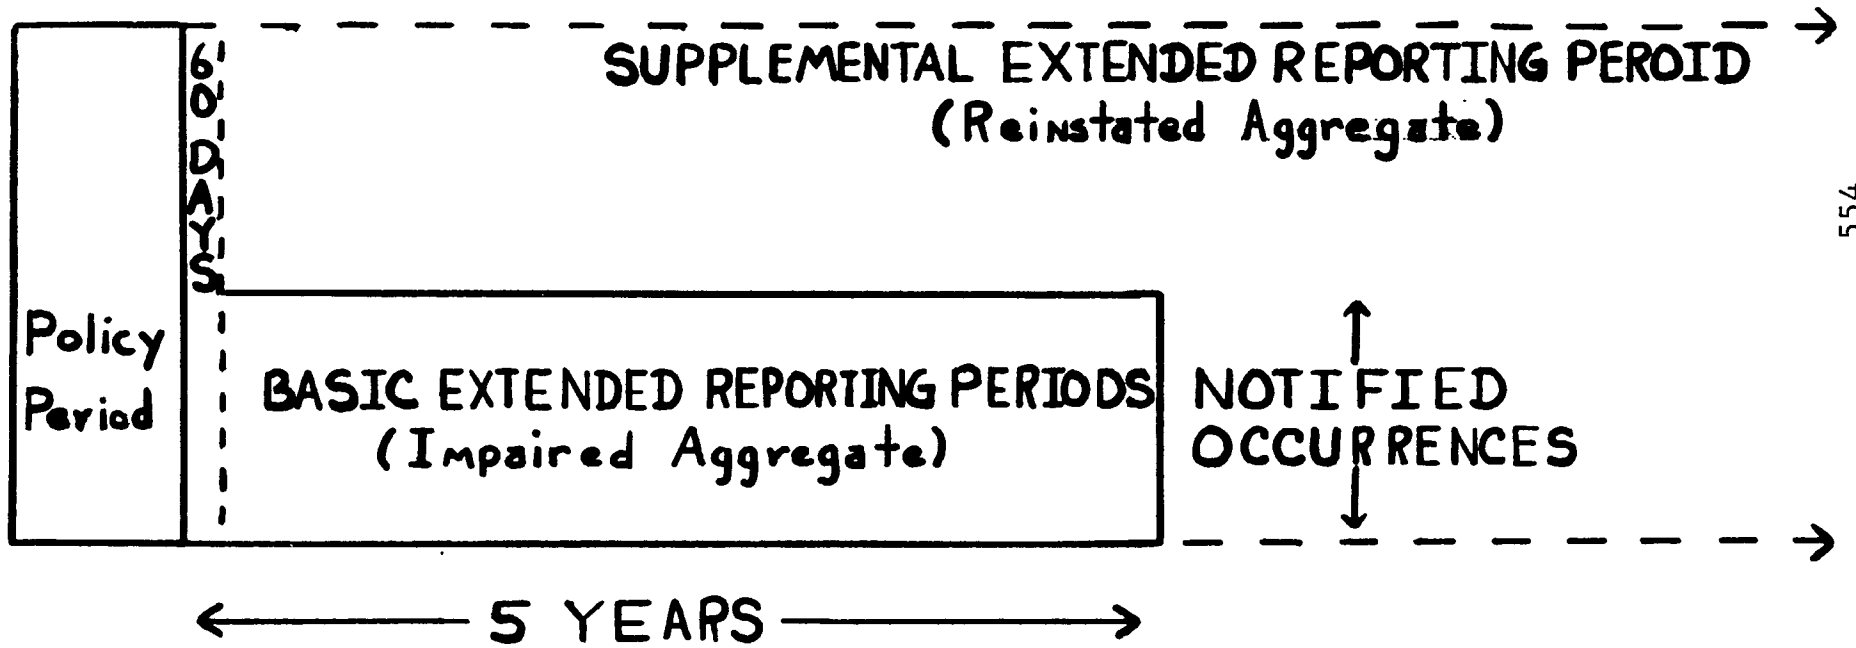 60 DAYS
SUPPLEMENTAL EXTENDED REPORTING PEROID
(Reinstated Aggregate)
554
Policy
Period
BASIC EXTENDED REPORTING PERIODS
(Impaired Aggregate)
NOTIFIED
OCCURRENCES
5 YEARS